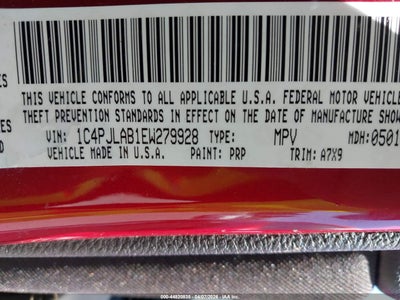 THIS VEHICLE CONFORMS TO ALL APPLICABLE U.S.A. FEDERAL MOTOR VEHICLE
THEFT PREVENTION STANDARDS IN EFFECT ON THE DATE OF MANUFACTURE SHOW
VIN: 1C4PJLAB1EW279928 TYPE: MPV MDH:0501
VEHICLE MADE IN U.S.A. PAINT: PRP TRIM: A7X9